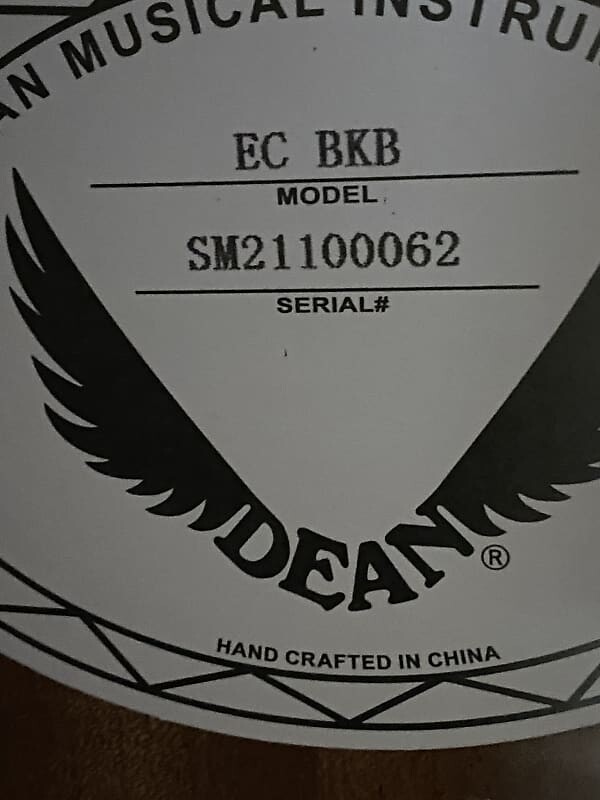 AN MUSICAL INSTRU
EC BKB
MODEL
SM21100062
SERIAL#
DEAN®
HAND CRAFTED IN CHINA